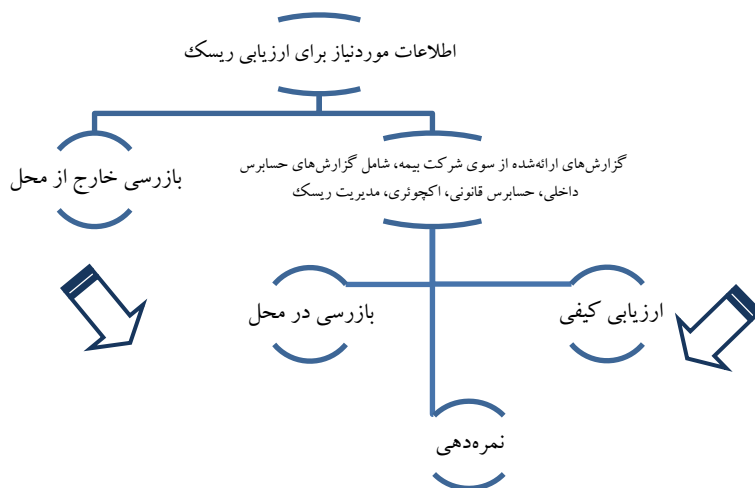 اطلاعات موردنیاز برای ارزیابی ریسک
گزارش‌های ارائه‌شده از سوی شرکت بیمه، شامل گزارش‌های حسابرس
داخلی، حسابرس قانونی، اکچوئری، مدیریت ریسک
بازرسی خارج از محل
ارزیابی کیفی
بازرسی در محل
نمره‌دهی